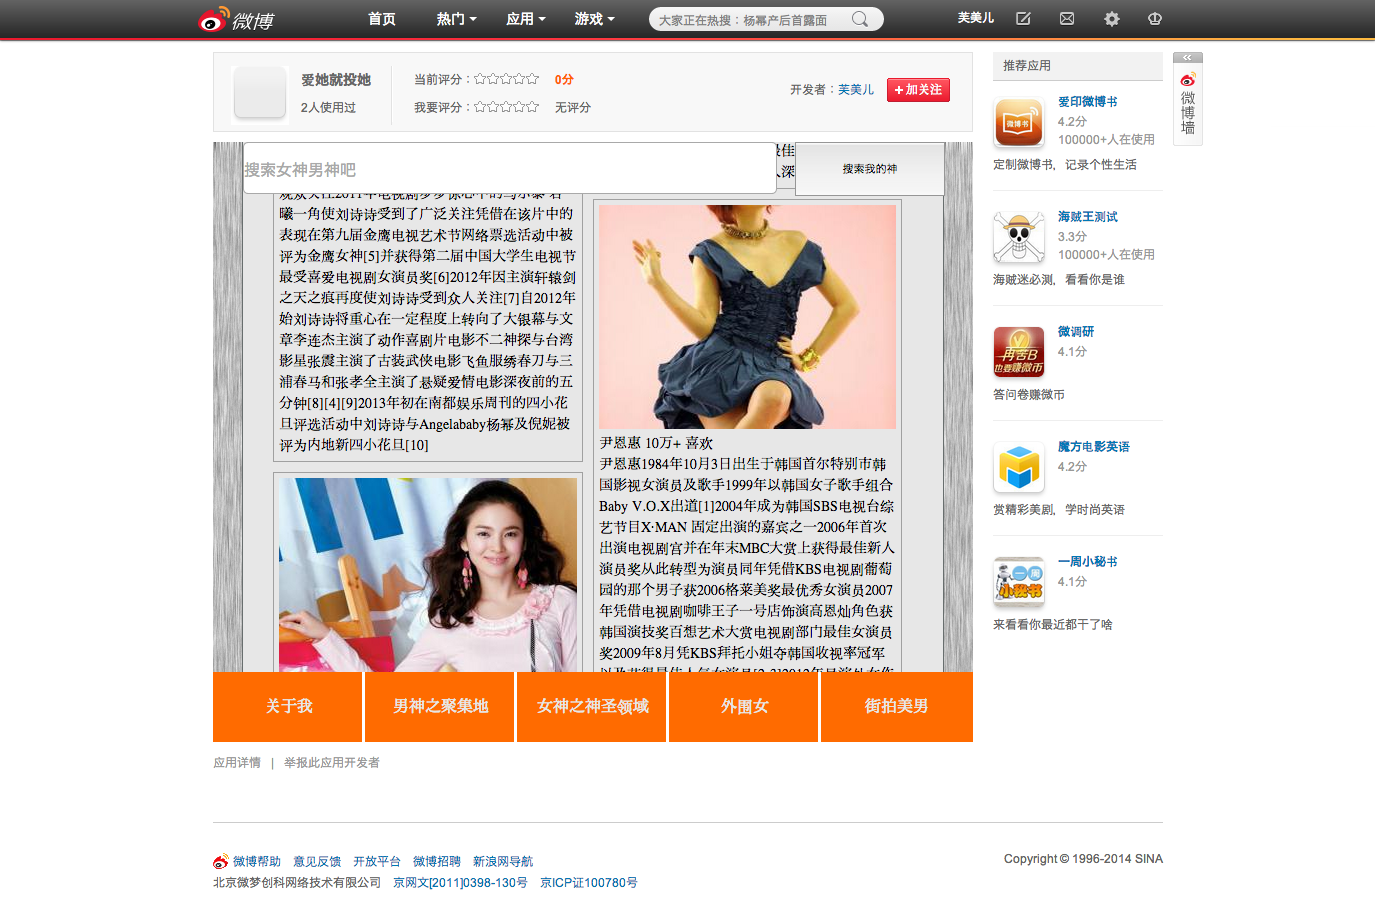 微博
首页
热门
应用
游戏
大家正在热搜：杨幂产后首露面
芙美儿
爱她就投她
2人使用过
当前评分：
0分
我要评分：
无评分
开发者：芙美儿
+加关注
搜索女神男神吧
最佳
人深
搜索我的神
曦一角使刘诗诗受到了广泛关注凭借在该片中的
表现在第九届金鹰电视艺术节网络票选活动中被
评为金鹰女神[5]并获得第二届中国大学生电视节
最受喜爱电视剧女演员奖[6]2012年因主演轩辕剑
之天之痕再度使刘诗诗受到众人关注[7]自2012年
始刘诗诗将重心在一定程度上转向了大银幕与文
章李连杰主演了动作喜剧片电影不二神探与台湾
影星张震主演了古装武侠电影飞鱼服绣春刀与三
浦春马和张孝全主演了悬疑爱情电影深夜前的五
分钟[8][4][9]2013年初在南都娱乐周刊的四小花
旦评选活动中刘诗诗与Angelababy杨幂及倪妮被
评为内地新四小花旦[10]
尹恩惠 10万+ 喜欢
尹恩惠1984年10月3日出生于韩国首尔特别市韩
国影视女演员及歌手1999年以韩国女子歌手组合
Baby V.O.X出道[1]2004年成为韩国SBS电视台综
艺节目X·MAN 固定出演的嘉宾之一2006年首次
出演电视剧宫并在年末MBC大赏上获得最佳新人
演员奖从此转型为演员同年凭借KBS电视剧葡萄
园的那个男子获2006格莱美奖最优秀女演员2007
年凭借电视剧咖啡王子一号店饰演高恩灿角色获
韩国演技奖百想艺术大赏电视剧部门最佳女演员
奖2009年8月凭KBS拜托小姐夺韩国收视率冠军
关于我
男神之聚集地
女神之神圣领域
外围女
街拍美男
应用详情 | 举报此应用开发者
推荐应用
爱印微博书
4.2分
100000+人在使用
微博书
定制微博书，记录个性生活
海贼王测试
3.3分
100000+人在使用
海贼迷必测，看看你是谁
微调研
4.1分
再苦B
也要赚微币
答问卷赚微币
魔方电影英语
4.2分
赏精彩美剧，学时尚英语
一周小秘书
4.1分
一周
小秘书
来看看你最近都干了啥
微博墙
微博帮助 意见反馈 开放平台 微博招聘 新浪网导航
北京微梦创科网络技术有限公司 京网文[2011]0398-130号 京ICP证100780号
Copyright © 1996-2014 SINA